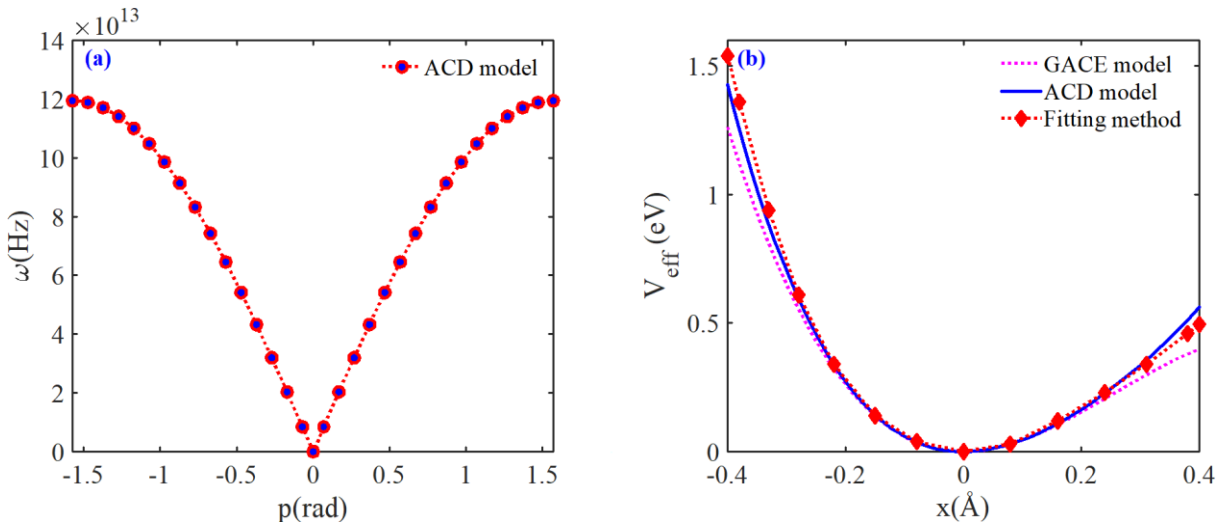 ×10^13
14
12
10
8
6
4
2
0
ω(Hz)
(a)
ACD model
-1.5
-1
-0.5
0
0.5
1
1.5
p(rad)
1.5
1
0.5
0
V_eff (eV)
(b)
GACE model
ACD model
Fitting method
-0.4
-0.2
0
0.2
0.4
x(Å)